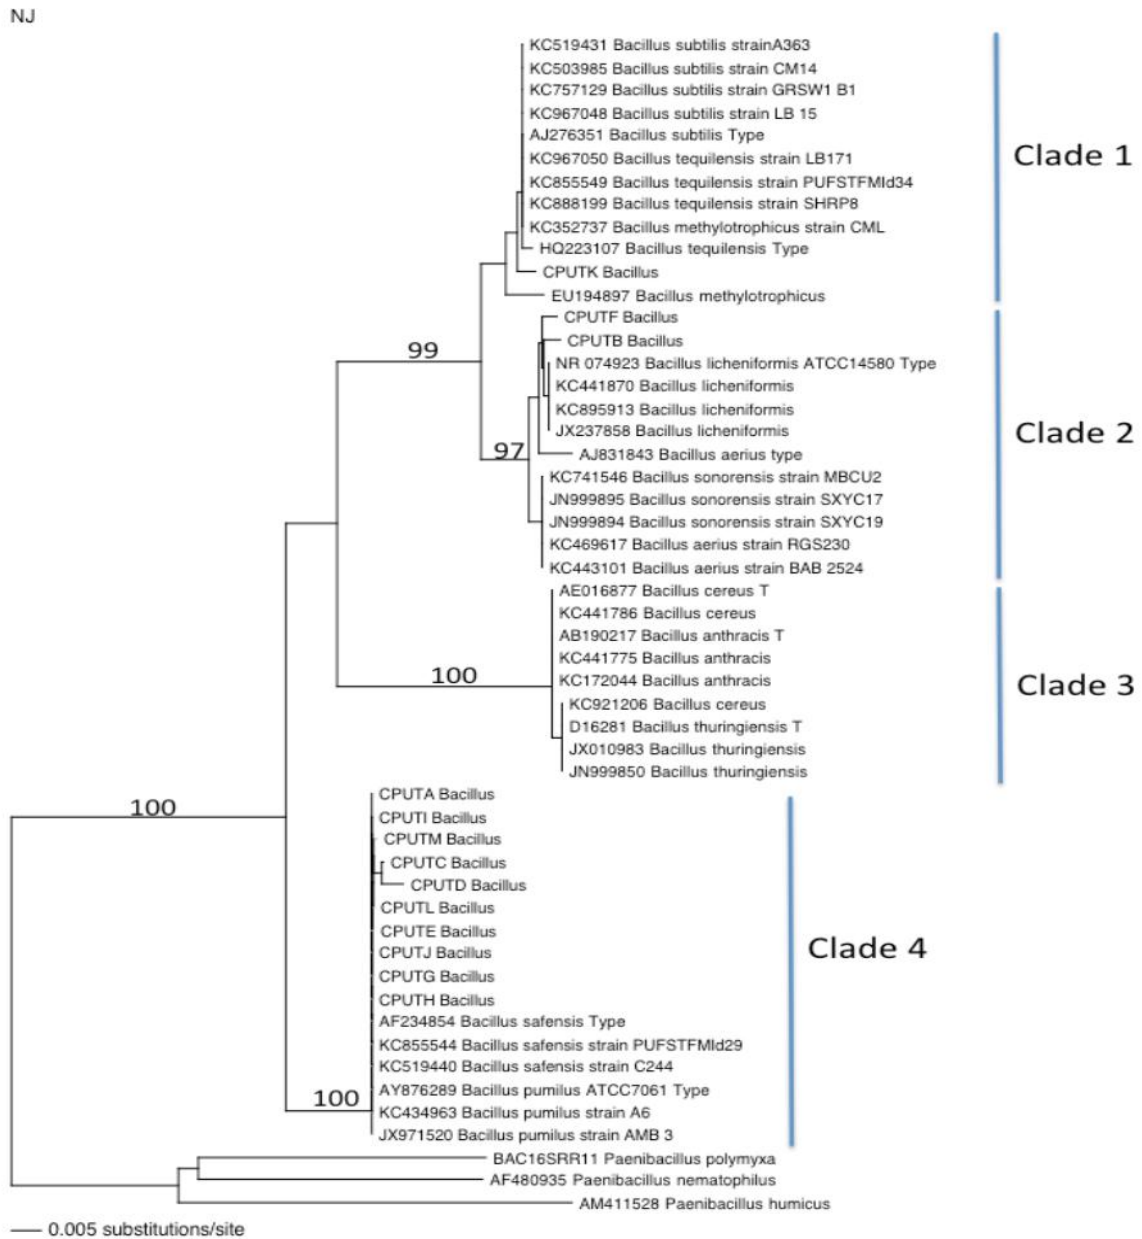 NJ
KC519431 Bacillus subtilis strainA363
KC503985 Bacillus subtilis strain CM14
KC757129 Bacillus subtilis strain GRSW1 B1
KC967048 Bacillus subtilis strain LB 15
AJ276351 Bacillus subtilis Type
KC967050 Bacillus tequilensis strain LB171
Clade 1
KC855549 Bacillus tequilensis strain PUFSTFMId34
KC888199 Bacillus tequilensis strain SHRP8
KC352737 Bacillus methylotrophicus strain CML
HQ223107 Bacillus tequilensis Type
CPUTK Bacillus
EU194897 Bacillus methylotrophicus
CPUTF Bacillus
CPUTB Bacillus
99
NR 074923 Bacillus licheniformis ATCC14580 Type
KC441870 Bacillus licheniformis
KC895913 Bacillus licheniformis
JX237858 Bacillus licheniformis
Clade 2
97
AJ831843 Bacillus aerius type
KC741546 Bacillus sonorensis strain MBCU2
JN999895 Bacillus sonorensis strain SXYC17
JN999894 Bacillus sonorensis strain SXYC19
KC469617 Bacillus aerius strain RGS230
KC443101 Bacillus aerius strain BAB 2524
AE016877 Bacillus cereus T
KC441786 Bacillus cereus
AB190217 Bacillus anthracis T
KC441775 Bacillus anthracis
100
KC172044 Bacillus anthracis
Clade 3
KC921206 Bacillus cereus
D16281 Bacillus thuringiensis T
JX010983 Bacillus thuringiensis
JN999850 Bacillus thuringiensis
CPUTA Bacillus
100
CPUTI Bacillus
CPUTM Bacillus
CPUTC Bacillus
CPUTD Bacillus
CPUTL Bacillus
CPUTE Bacillus
Clade 4
CPUTJ Bacillus
CPUTG Bacillus
CPUTH Bacillus
AF234854 Bacillus safensis Type
KC855544 Bacillus safensis strain PUFSTFMId29
KC519440 Bacillus safensis strain C244
AY876289 Bacillus pumilus ATCC7061 Type
100
KC434963 Bacillus pumilus strain A6
JX971520 Bacillus pumilus strain AMB 3
BAC16SRR11 Paenibacillus polymyxa
AF480935 Paenibacillus nematophilus
AM411528 Paenibacillus humicus
0.005 substitutions/site